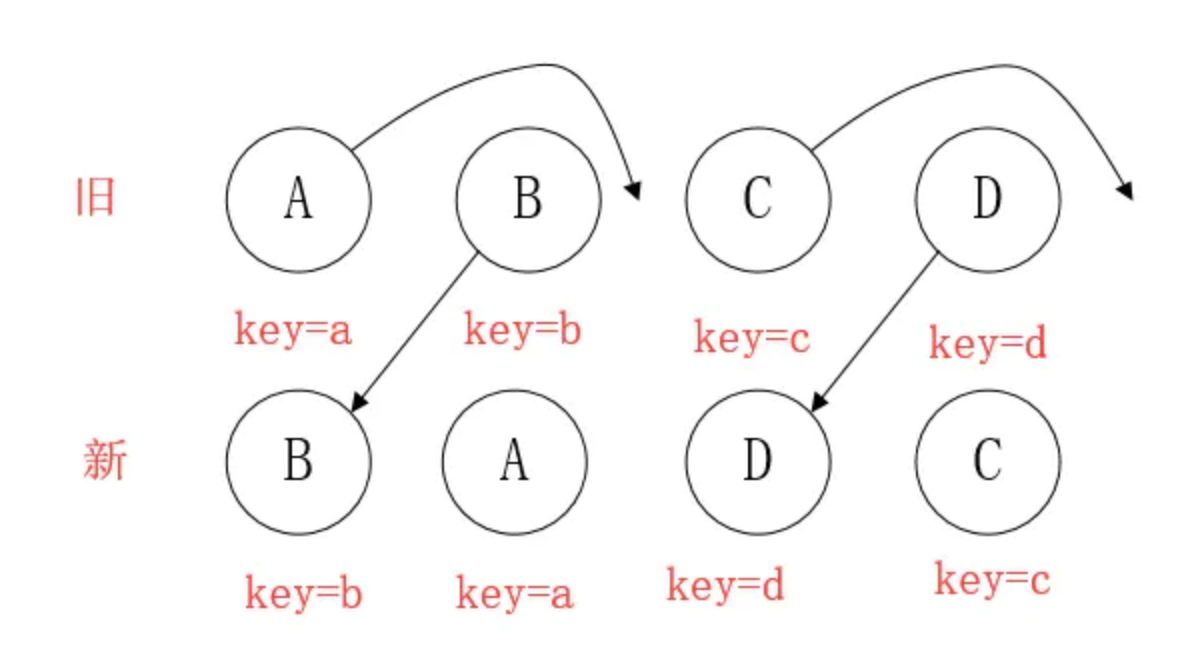 旧 A B C D
key=a key=b key=c key=d
新 B A D C
key=b key=a key=d key=c